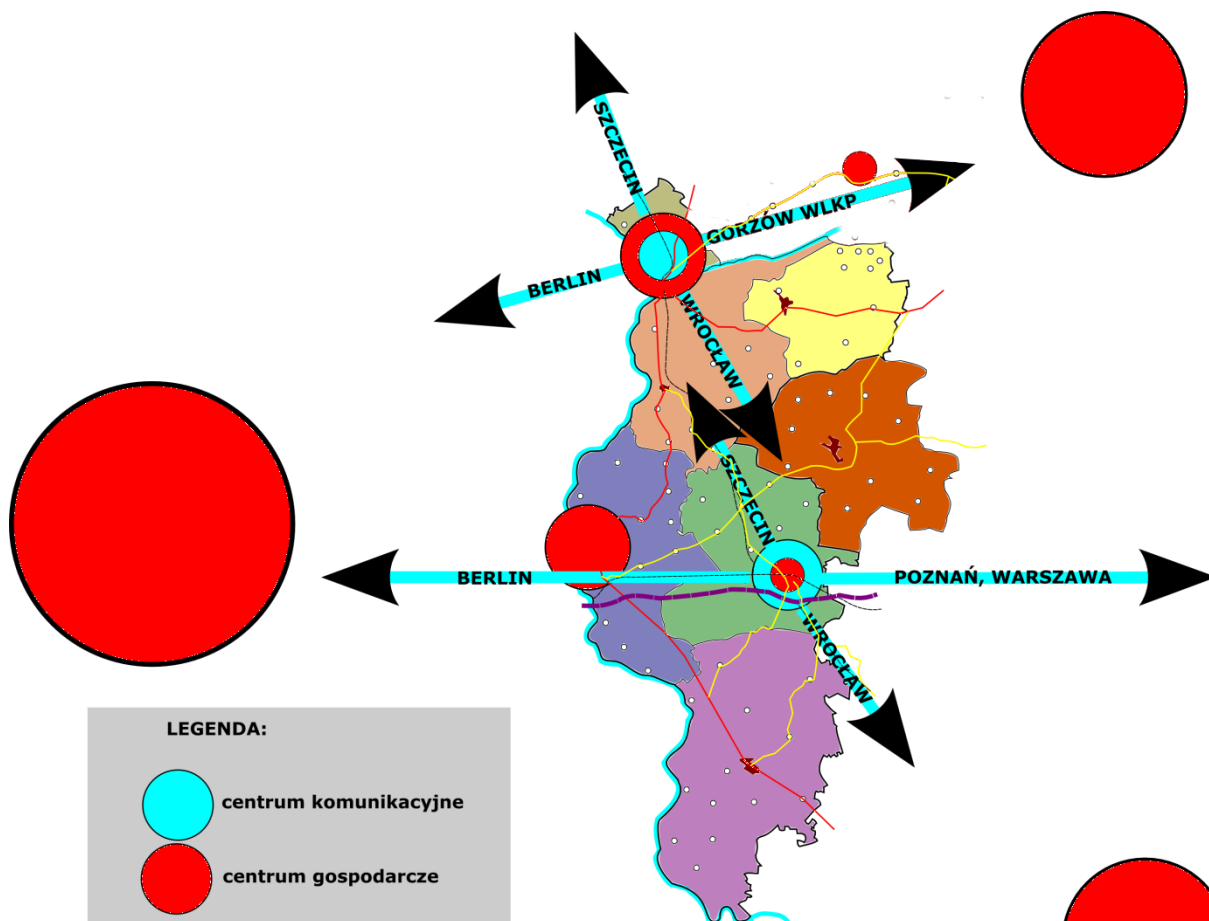 SZCZECIN
GORZÓW WLKP
BERLIN
WROCŁAW
SZCZECIN
BERLIN
POZNAŃ, WARSZAWA
WROCŁAW
LEGENDA:
centrum komunikacyjne
centrum gospodarcze